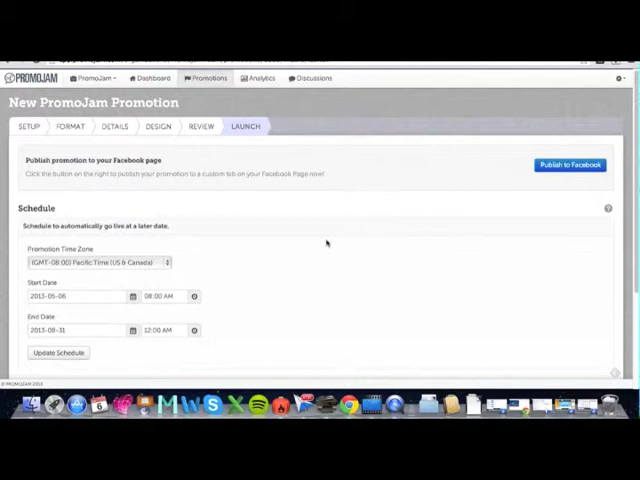 PROMOJAM
PromoJam
Dashboard
Promotions
Analytics
Discussions
New PromoJam Promotion
SETUP
FORMAT
DETAILS
DESIGN
REVIEW
LAUNCH
Publish promotion to your Facebook page
Click the button on the right to publish your promotion to a custom tab on your Facebook Page now!
Publish to Facebook
Schedule
Schedule to automatically go live at a later date.
Promotion Time Zone
(GMT-08:00) Pacific Time (US & Canada)
Start Date
2013-05-06
08:00 AM
End Date
2013-08-31
12:00 AM
Update Schedule
© PROMOJAM 2013
6